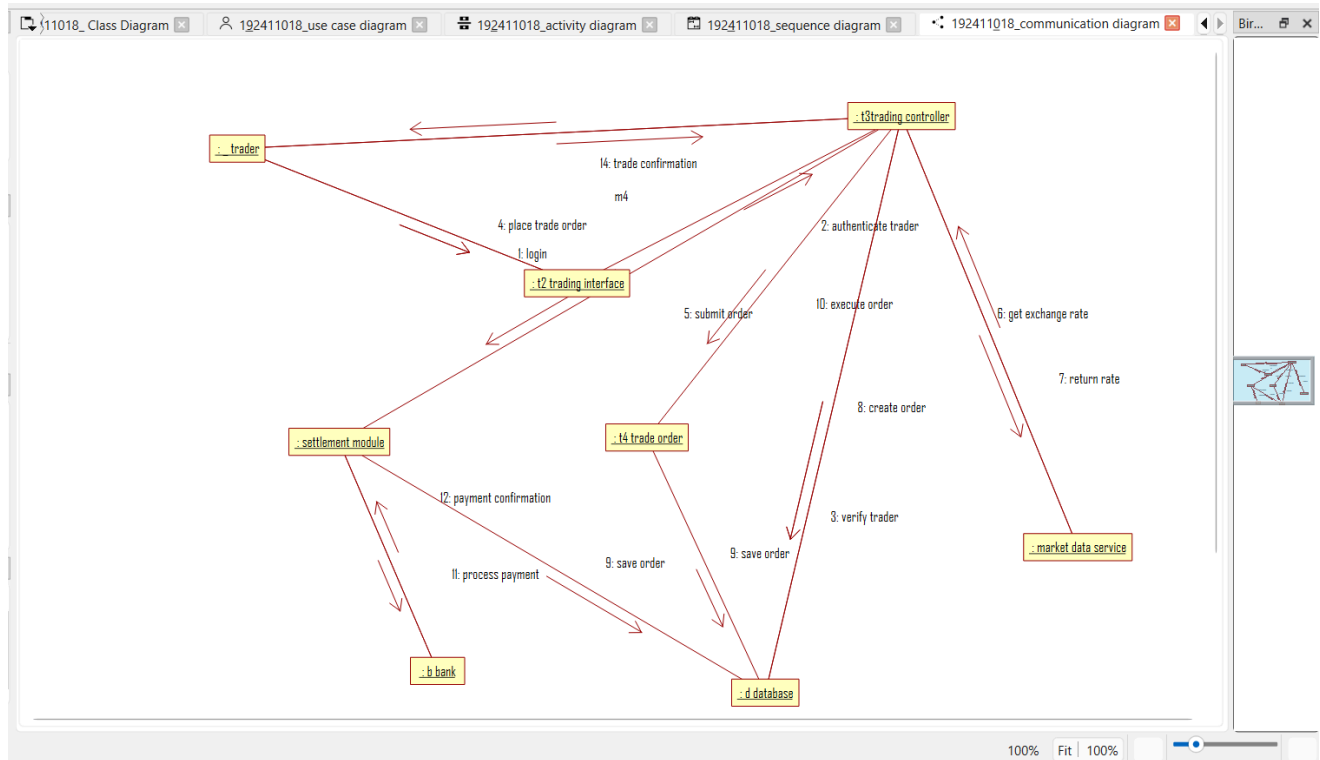 11018_ Class Diagram
192411018_use case diagram
192411018_activity diagram
192411018_sequence diagram
192411018_communication diagram
Bir...
: t3trading controller
: _ trader
14: trade confirmation
m4
4: place trade order
2: authenticate trader
1: login
: t2 trading interface
10: execute order
5: submit order
6: get exchange rate
7: return rate
8: create order
: settlement module
: t4 trade order
12: payment confirmation
3: verify trader
: market data service
9: save order
9: save order
11: process payment
: b bank
: d database
100%
Fit
100%